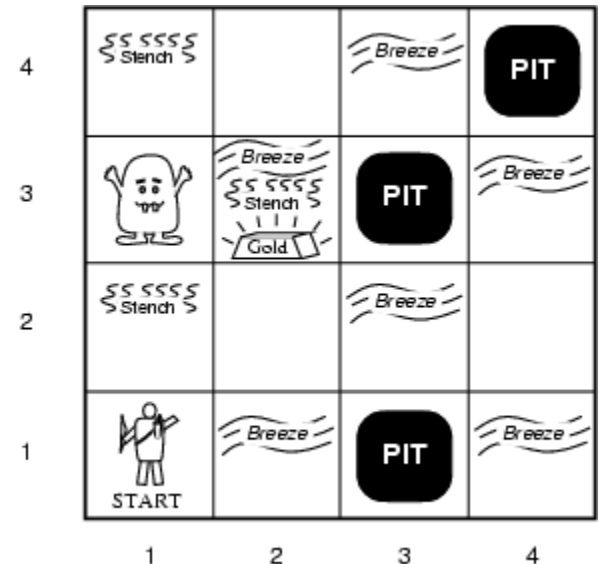 4
Stench
Breeze
PIT
3
Breeze
Stench
Gold
PIT
Breeze
2
Stench
Breeze
1
START
Breeze
PIT
Breeze
1 2 3 4